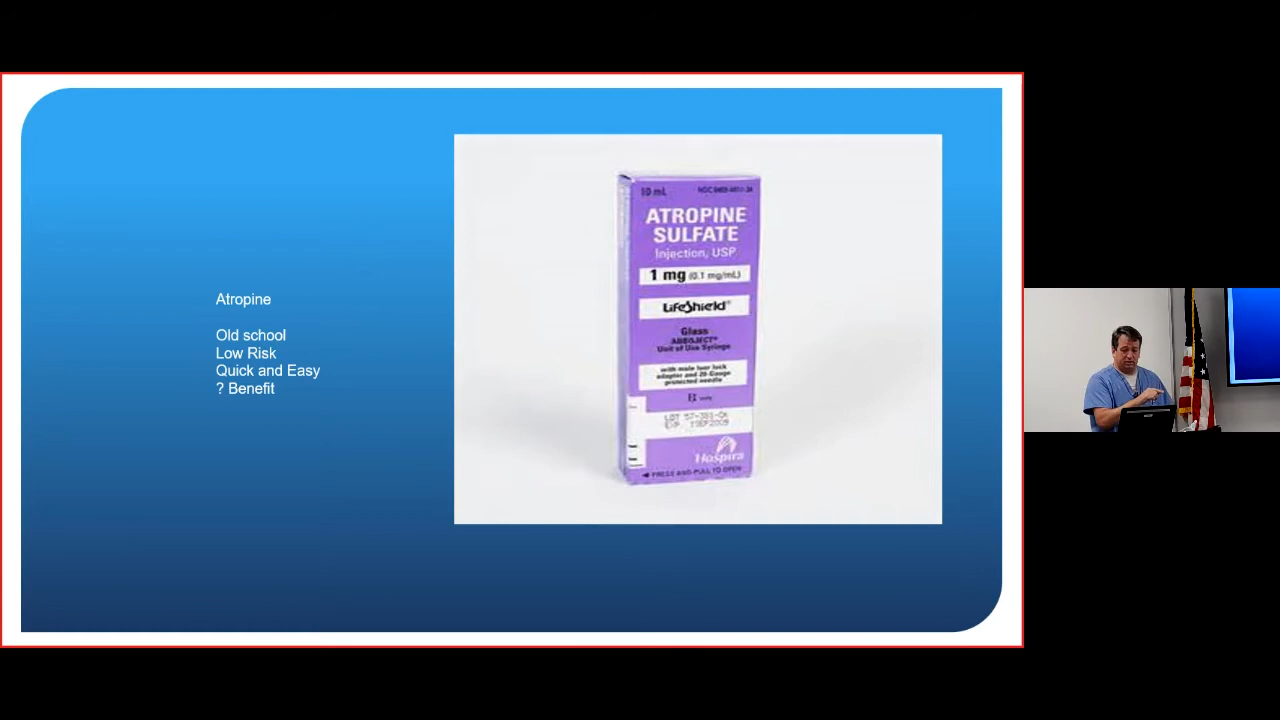 Atropine
Old school
Low Risk
Quick and Easy
? Benefit
10 mL
ATROPINE
SULFATE
Injection, USP
1 mg (0.1 mg/mL)
LifeShield®
Glass
ABBOJECT®
Unit of Use Syringe
with male luer lock
adapter and 20-Gauge
protected needle
Hospira
PRESS AND PULL TO OPEN